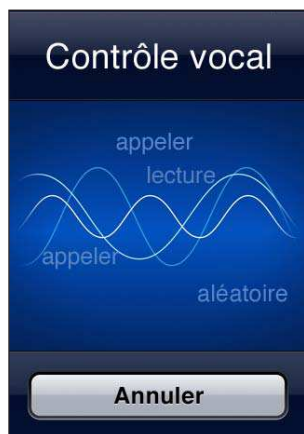 Contrôle vocal
appeler
lecture
appeler
aléatoire
Annuler